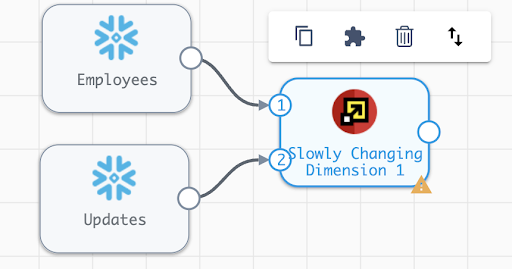 Employees
1
2
Slowly Changing
Dimension 1
Updates